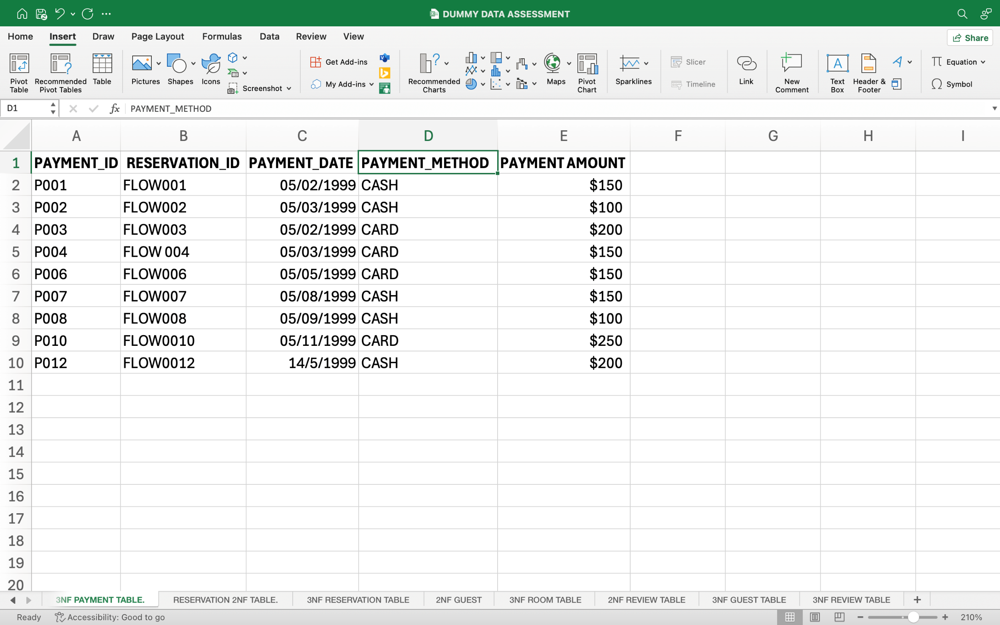 DUMMY DATA ASSESSMENT
Home Insert Draw Page Layout Formulas Data Review View Share
Pivot Table
Recommended Pivot Tables
Table
Pictures
Shapes
Icons
Screenshot
Get Add-ins
My Add-ins
Recommended Charts
Maps
Pivot Chart
Sparklines
Slicer
Timeline
Link
New Comment
Text Box
Header & Footer
Equation
Symbol
D1 fx PAYMENT_METHOD
A B C D E F G H I
1 PAYMENT_ID RESERVATION_ID PAYMENT_DATE PAYMENT_METHOD PAYMENT AMOUNT
2 P001 FLOW001 05/02/1999 CASH $150
3 P002 FLOW002 05/03/1999 CASH $100
4 P003 FLOW003 05/02/1999 CARD $200
5 P004 FLOW 004 05/03/1999 CARD $150
6 P006 FLOW006 05/05/1999 CARD $150
7 P007 FLOW007 05/08/1999 CASH $150
8 P008 FLOW008 05/09/1999 CASH $100
9 P010 FLOW0010 05/11/1999 CARD $250
10 P012 FLOW0012 14/5/1999 CASH $200
11
12
13
14
15
16
17
18
19
20
3NF PAYMENT TABLE. RESERVATION 2NF TABLE. 3NF RESERVATION TABLE 2NF GUEST 3NF ROOM TABLE 2NF REVIEW TABLE 3NF GUEST TABLE 3NF REVIEW TABLE +
Ready Accessibility: Good to go 210%